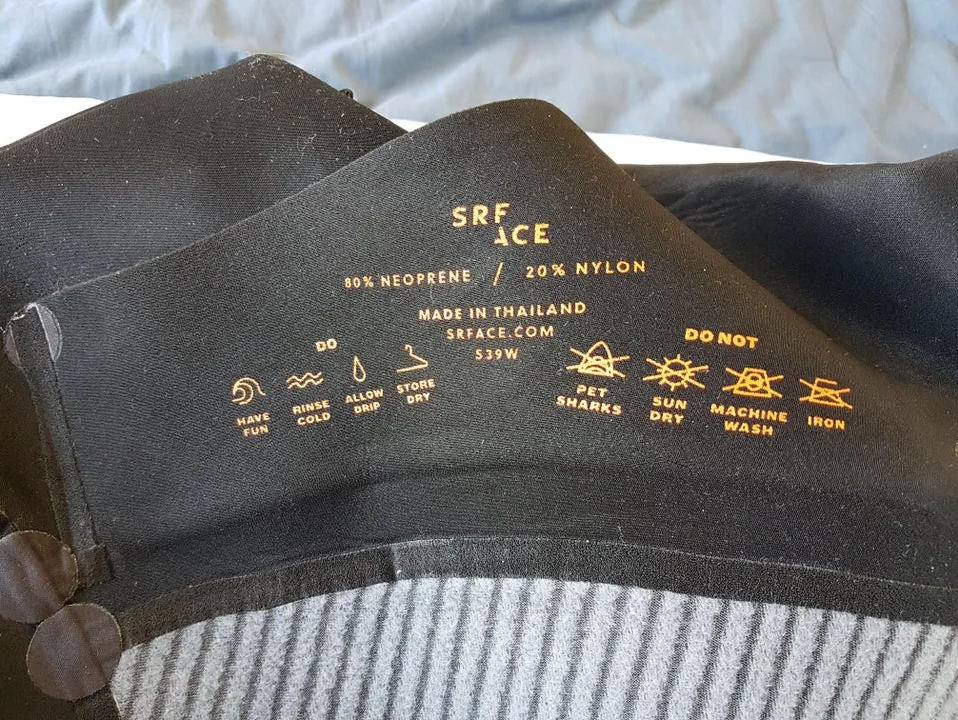 SRF
ACE
80% NEOPRENE / 20% NYLON
MADE IN THAILAND
SRFACE.COM
S39W
DO
HAVE
FUN
RINSE
COLD
ALLOW
DRIP
STORE
DRY
DO NOT
PET
SHARKS
SUN
DRY
MACHINE
WASH
IRON